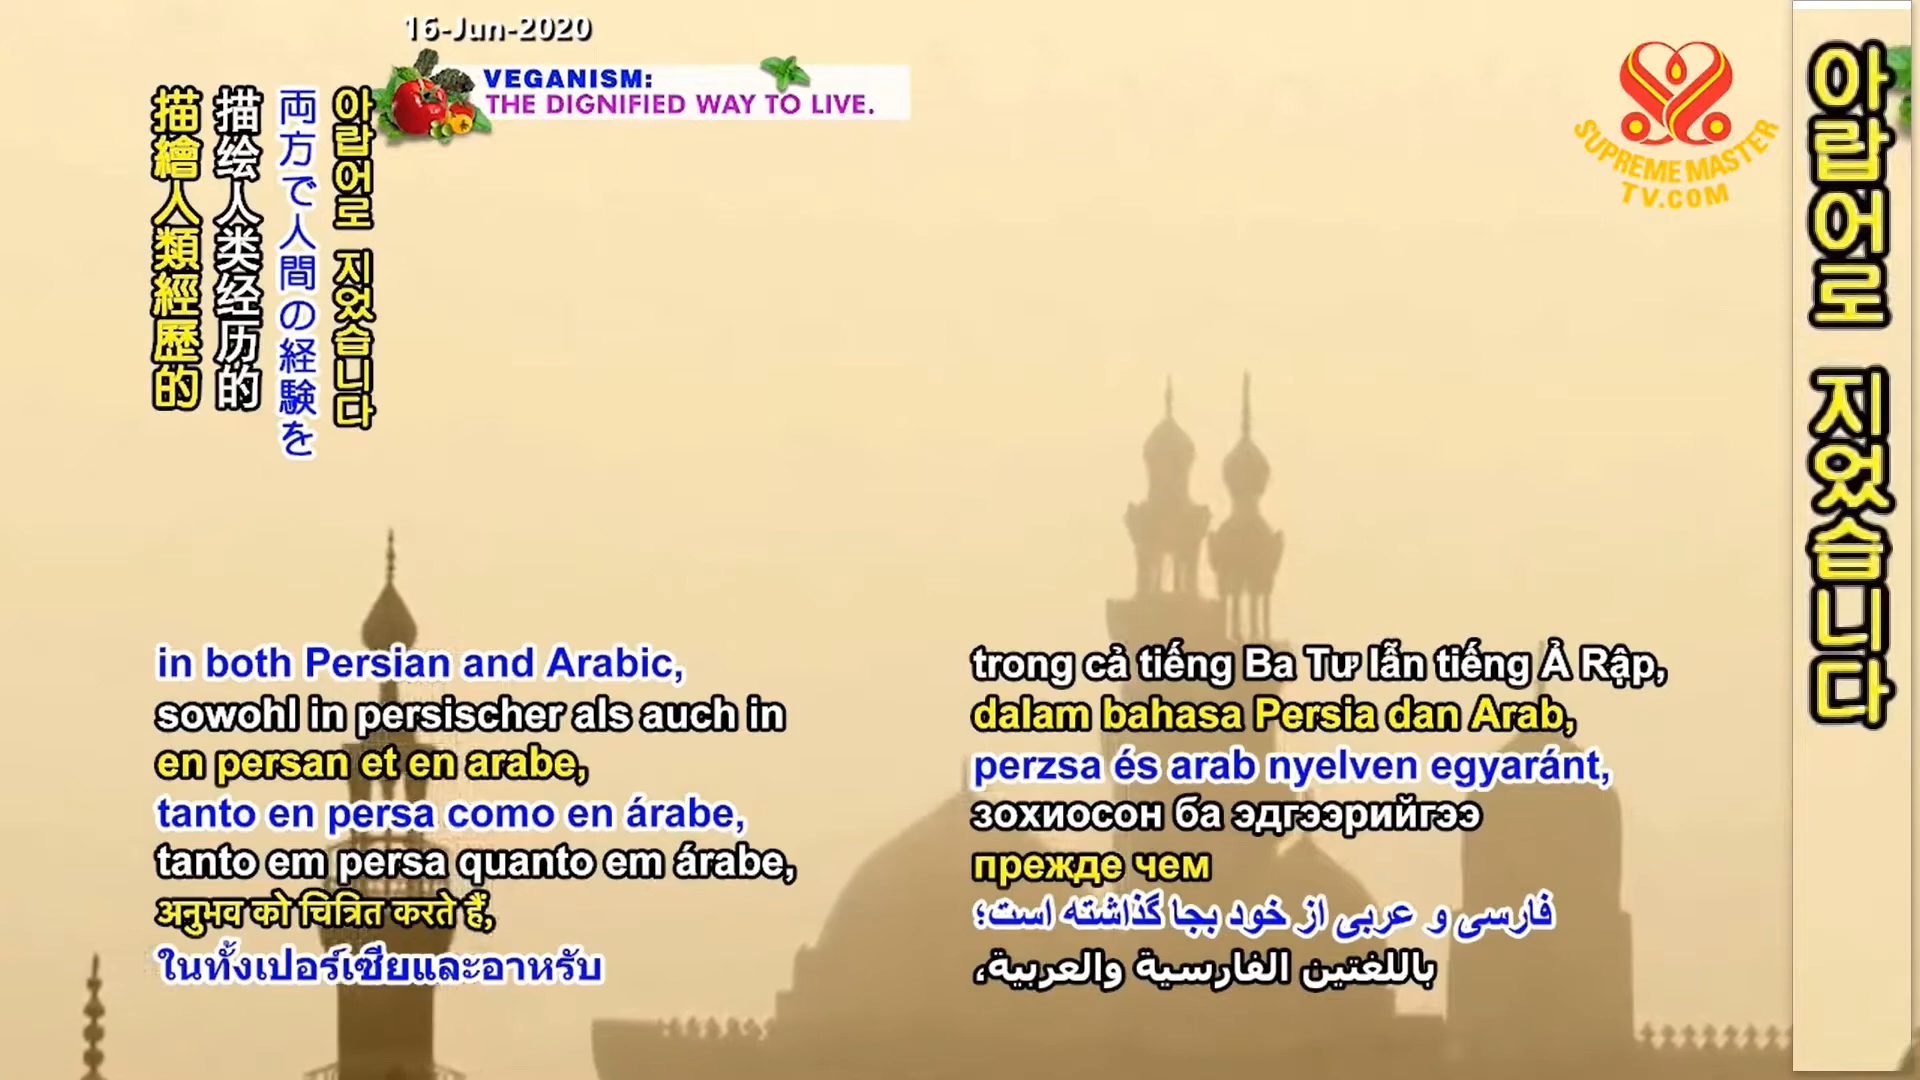 16-Jun-2020
VEGANISM:
THE DIGNIFIED WAY TO LIVE.
SUPREME MASTER
TV.COM
아랍어로 지었습니다
両方で人間の経験を
描绘人类经历的
描繪人類經歷的
아랍어로 지었습니다
in both Persian and Arabic,
sowohl in persischer als auch in
en persan et en arabe,
tanto en persa como en árabe,
tanto em persa quanto em árabe,
अनुभव को चित्रित करते हैं,
ในทั้งเปอร์เซียและอาหรับ
trong cả tiếng Ba Tư lẫn tiếng Ả Rập,
dalam bahasa Persia dan Arab,
perzsa és arab nyelven egyaránt,
зохиосон ба эдгээрийгээ
прежде чем
فارسی و عربی از خود بجا گذاشته است؛
باللغتين الفارسية والعربية،